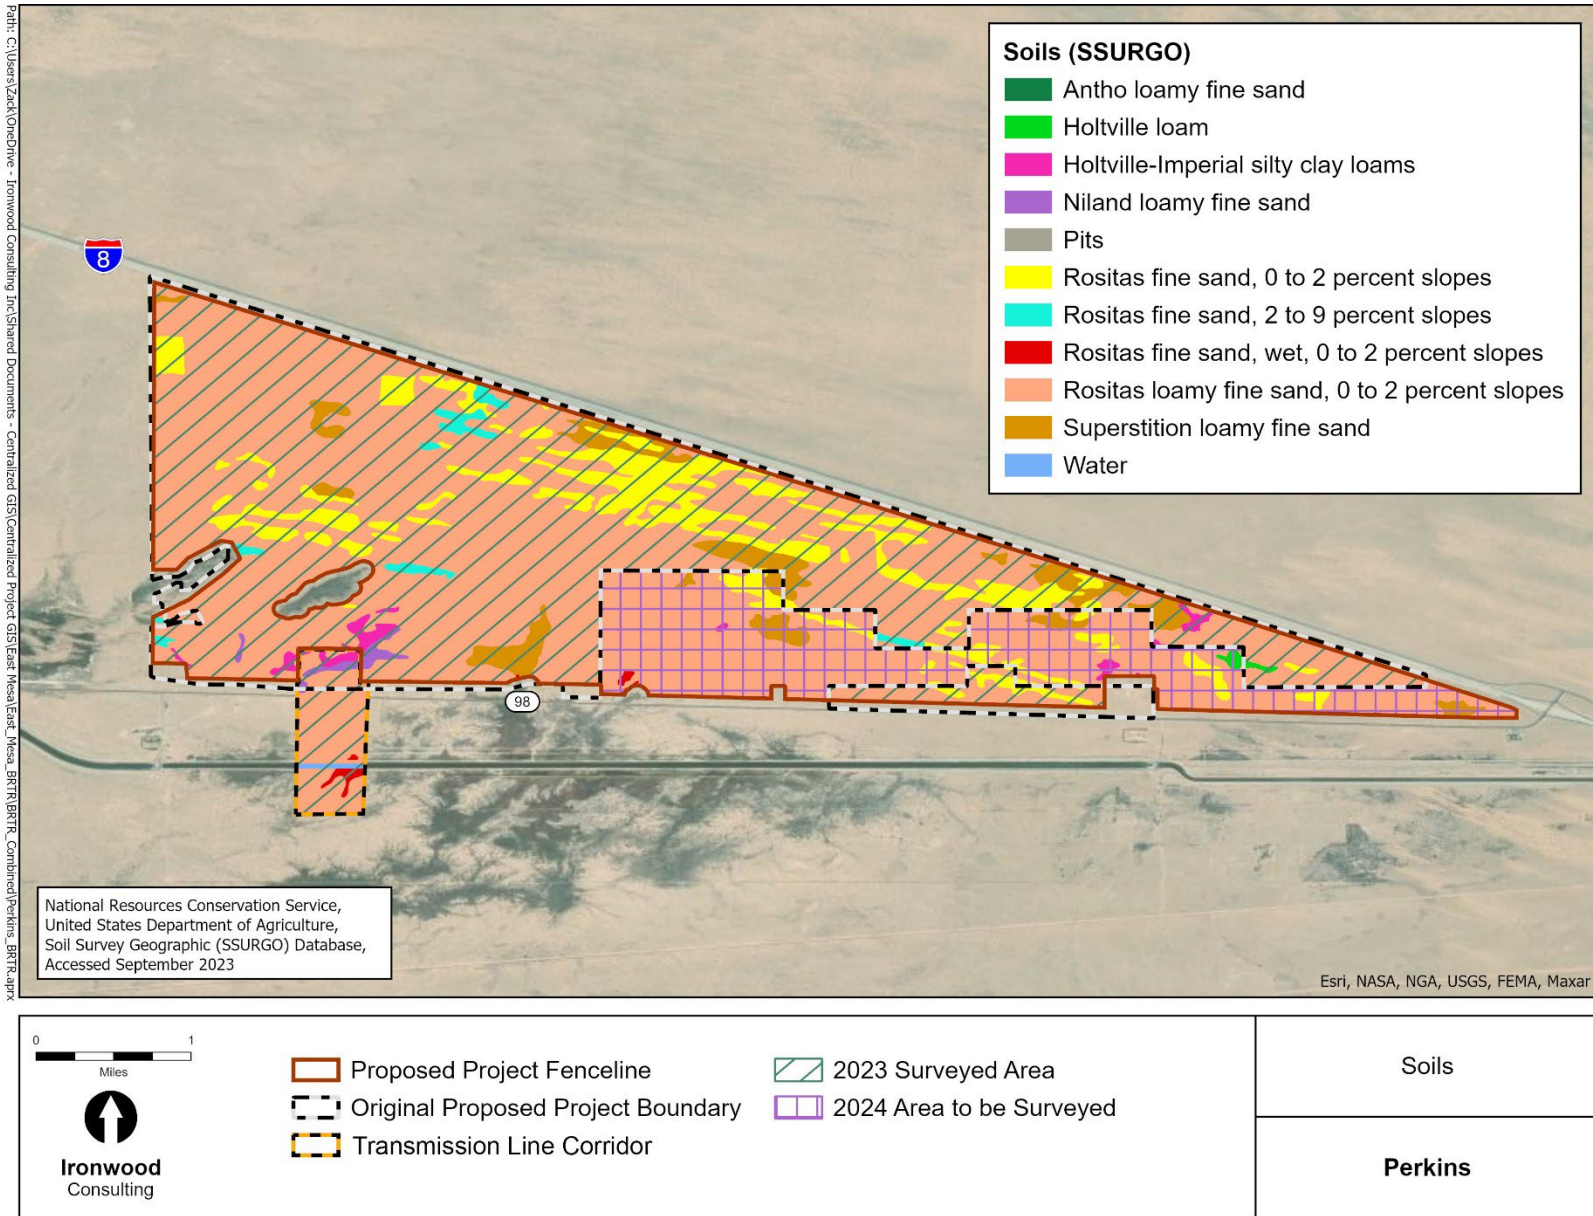 Path: C:\Users\Zack\OneDrive - Ironwood Consulting Inc\Shared Documents - Centralized GIS\Centralized Project GIS\East Mesa\East_Mesa_BRTR\BRTR_Combined\Perkins_BRTR.aprx
Soils (SSURGO)
Antho loamy fine sand
Holtville loam
Holtville-Imperial silty clay loams
Niland loamy fine sand
Pits
Rositas fine sand, 0 to 2 percent slopes
Rositas fine sand, 2 to 9 percent slopes
Rositas fine sand, wet, 0 to 2 percent slopes
Rositas loamy fine sand, 0 to 2 percent slopes
Superstition loamy fine sand
Water
8
98
National Resources Conservation Service,
United States Department of Agriculture,
Soil Survey Geographic (SSURGO) Database,
Accessed September 2023
Esri, NASA, NGA, USGS, FEMA, Maxar
0 1
Miles
Ironwood
Consulting
Proposed Project Fenceline
Original Proposed Project Boundary
Transmission Line Corridor
2023 Surveyed Area
2024 Area to be Surveyed
Soils
Perkins